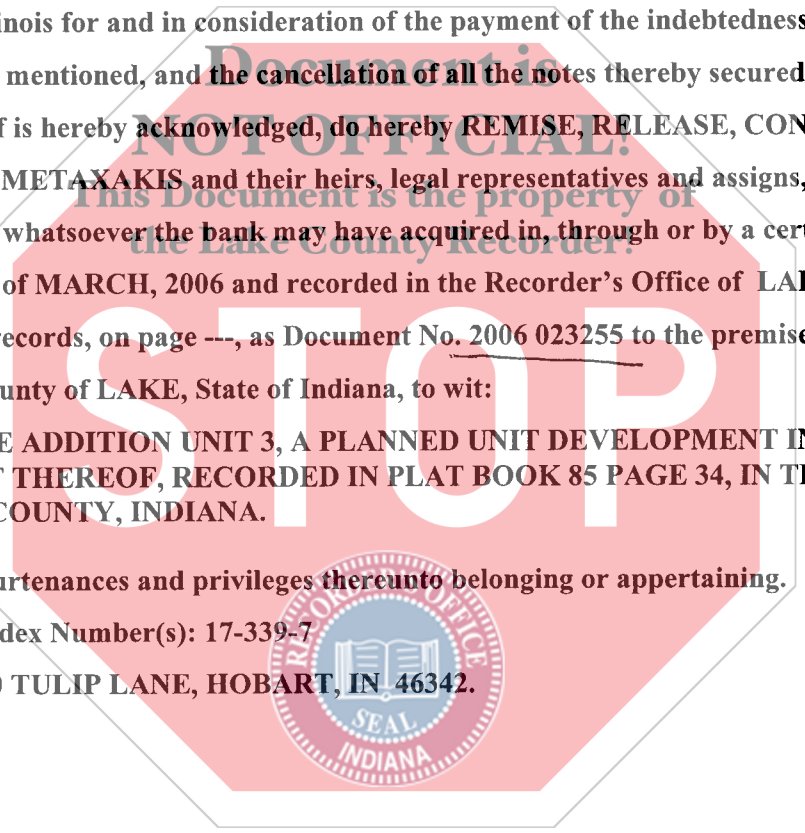 inois for and in consideration of the payment of the indebtedness
Document is
mentioned, and the cancellation of all the notes thereby secured
NOT OFFICIAL!
f is hereby acknowledged, do hereby REMISE, RELEASE, CON
METAXAKIS and their heirs, legal representatives and assigns,
This Document is the property of
whatsoever the bank may have acquired in, through or by a cert
the Lake County Recorder!
of MARCH, 2006 and recorded in the Recorder's Office of LA
records, on page ---, as Document No. 2006 023255 to the premise
unty of LAKE, State of Indiana, to wit:
STOP
E ADDITION UNIT 3, A PLANNED UNIT DEVELOPMENT IN
T THEREOF, RECORDED IN PLAT BOOK 85 PAGE 34, IN TH
COUNTY, INDIANA.
urtenances and privileges thereunto belonging or appertaining.
dex Number(s): 17-339-7
TULIP LANE, HOBART, IN 46342.
RECORDER'S OFFICE
SEAL
INDIANA